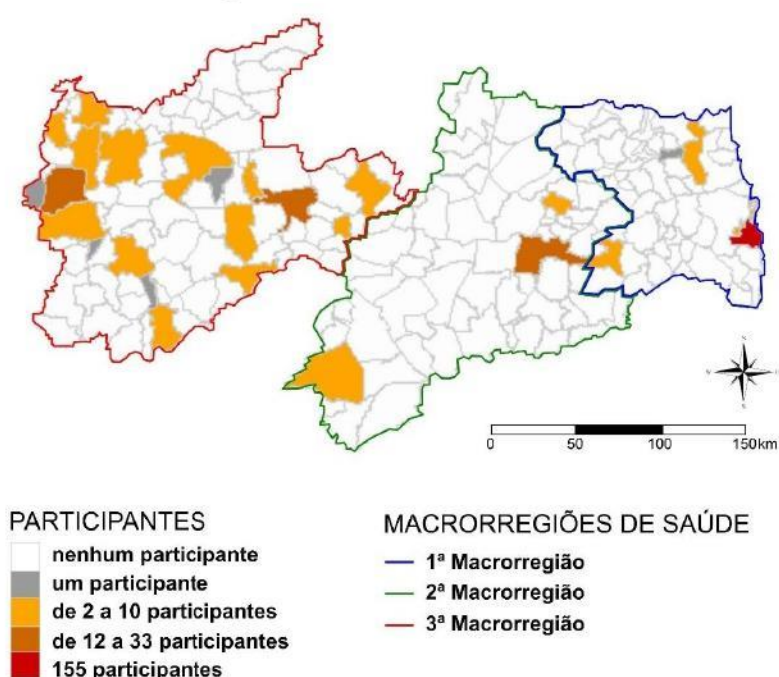 0 50 100 150km
PARTICIPANTES
nenhum participante
um participante
de 2 a 10 participantes
de 12 a 33 participantes
155 participantes
MACRORREGIÕES DE SAÚDE
1ª Macrorregião
2ª Macrorregião
3ª Macrorregião